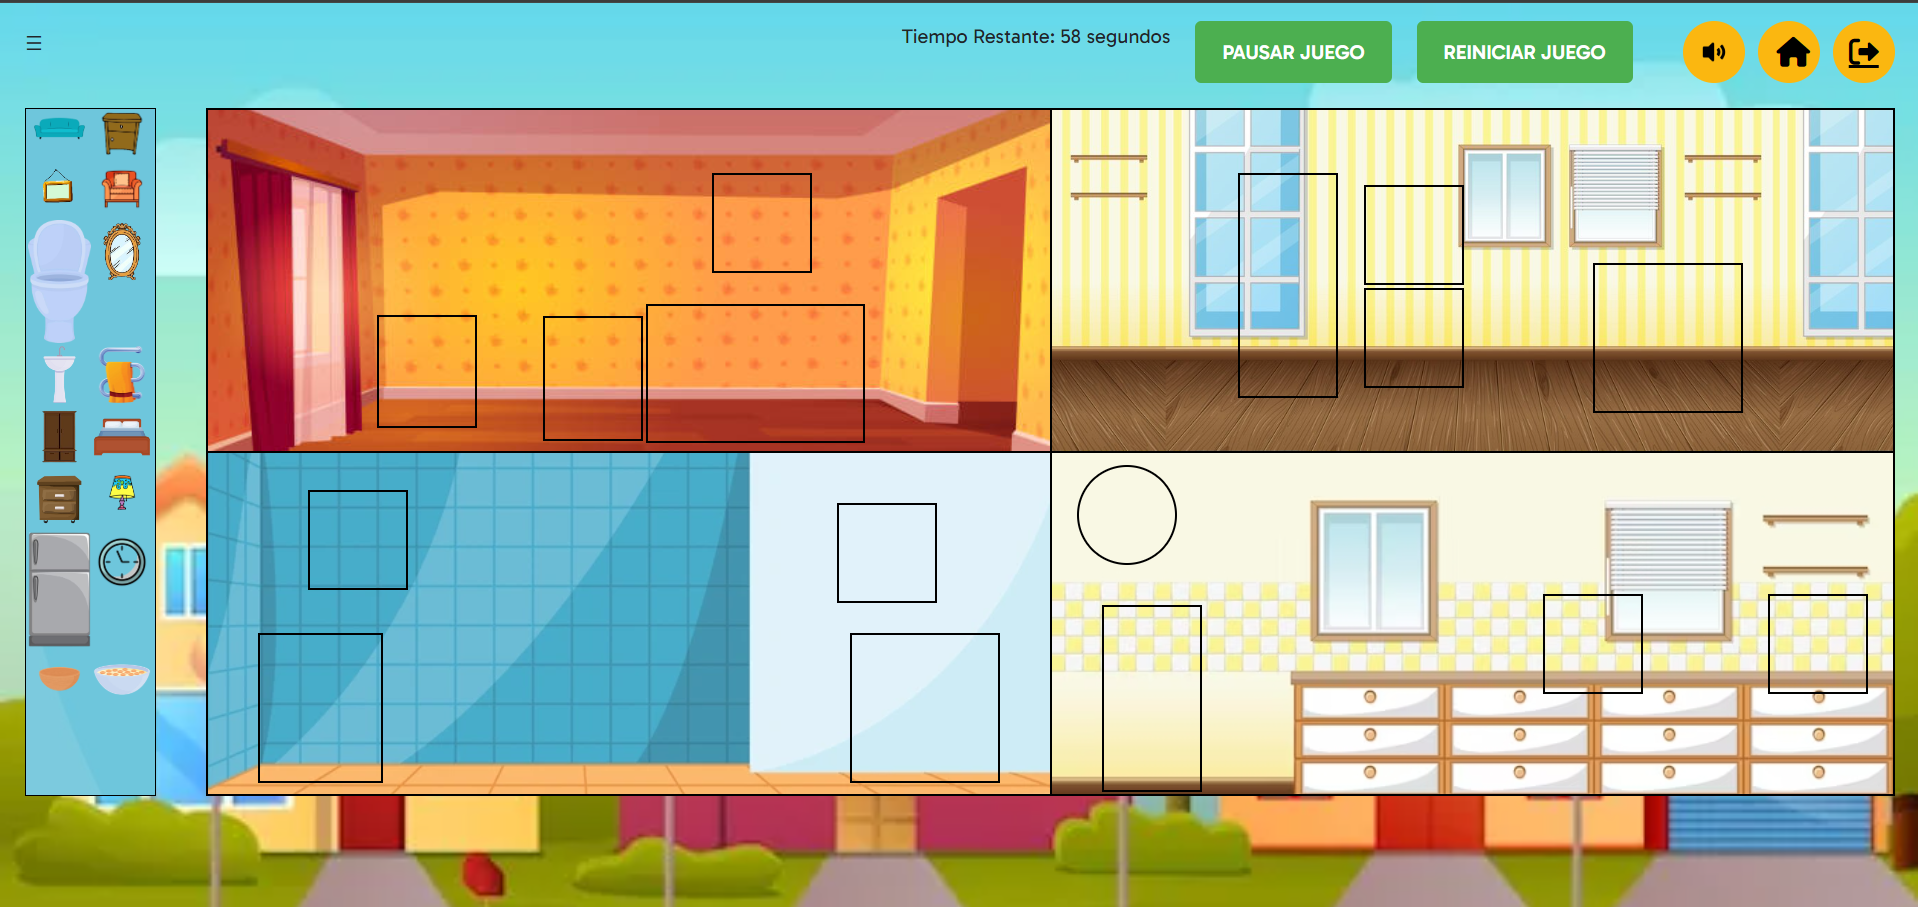 Tiempo Restante: 58 segundos
PAUSAR JUEGO
REINICIAR JUEGO